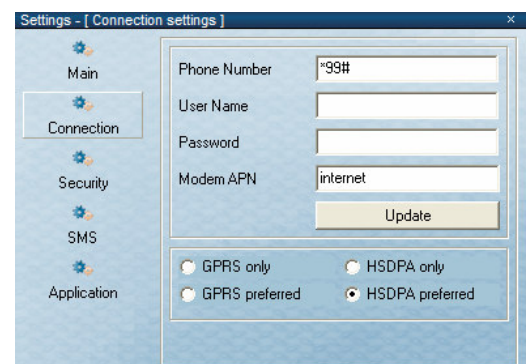 Settings - [ Connection settings ]
Main
Connection
Security
SMS
Application
Phone Number *99#
User Name
Password
Modem APN internet
Update
GPRS only HSDPA only
GPRS preferred HSDPA preferred